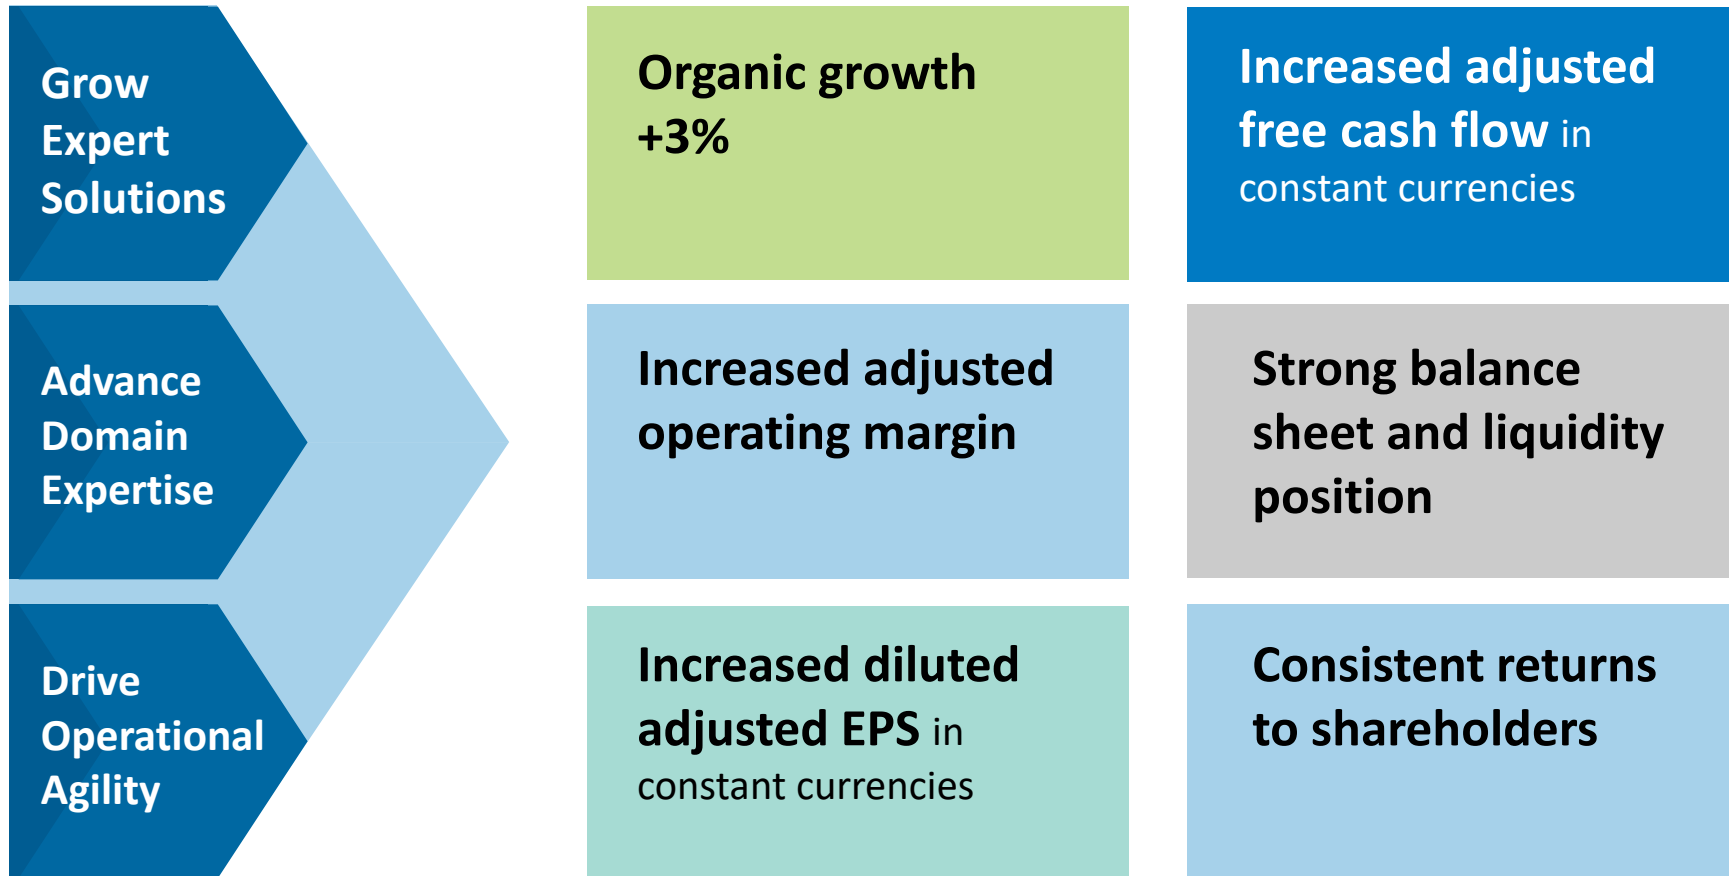 Grow
Expert
Solutions
Advance
Domain
Expertise
Drive
Operational
Agility
Organic growth
+3%
Increased adjusted
operating margin
Increased diluted
adjusted EPS in
constant currencies
Increased adjusted
free cash flow in
constant currencies
Strong balance
sheet and liquidity
position
Consistent returns
to shareholders